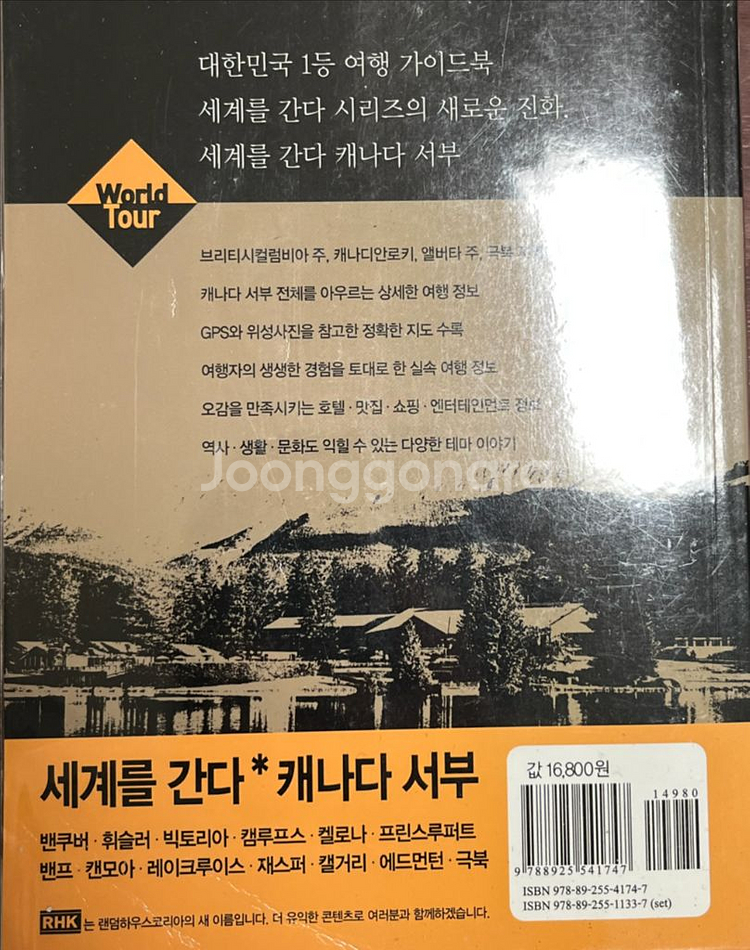 대한민국 1등 여행 가이드북
세계를 간다 시리즈의 새로운 진화.
세계를 간다 캐나다 서부
World
Tour
브리티시컬럼비아 주, 캐나디안로키, 앨버타 주, 극북
캐나다 서부 전체를 아우르는 상세한 여행 정보
GPS와 위성사진을 참고한 정확한 지도 수록
여행자의 생생한 경험을 토대로 한 실속 여행 정보
오감을 만족시키는 호텔·맛집·쇼핑·엔터테인먼트 정보
역사·생활·문화도 익힐 수 있는 다양한 테마 이야기
세계를 간다*캐나다 서부
밴쿠버·휘슬러·빅토리아·캠루프스·켈로나·프린스루퍼트
밴프·캔모아·레이크루이스·재스퍼·캘거리·에드먼턴·극북
RHK는 랜덤하우스코리아의 새 이름입니다. 더 유익한 콘텐츠로 여러분과 함께하겠습니다.
값 16,800원
14980
9 788925 541747
ISBN 978-89-255-4174-7
ISBN 978-89-255-1133-7 (set)